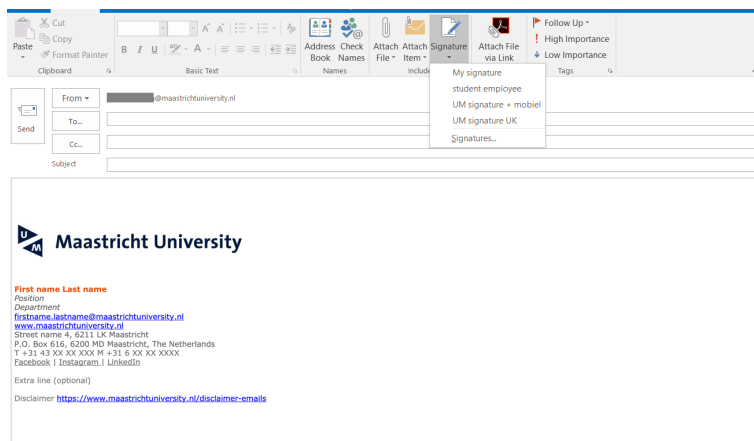 Cut
Copy
Format Painter
Paste
Clipboard
B I U
A A
A
Basic Text
Address Book
Check Names
Names
Attach File
Attach Item
Signature
Attach File via Link
Include
Follow Up
High Importance
Low Importance
Tags
My signature
student employee
UM signature + mobiel
UM signature UK
Signatures...
Send
From
@maastrichtuniversity.nl
To...
Cc...
Subject
UM
Maastricht University
First name Last name
Position
Department
firstname.lastname@maastrichtuniversity.nl
www.maastrichtuniversity.nl
Street name 4, 6211 LK Maastricht
P.O. Box 616, 6200 MD Maastricht, The Netherlands
T +31 43 XX XX XXX M +31 6 XX XX XXXX
Facebook | Instagram | LinkedIn
Extra line (optional)
Disclaimer https://www.maastrichtuniversity.nl/disclaimer-emails